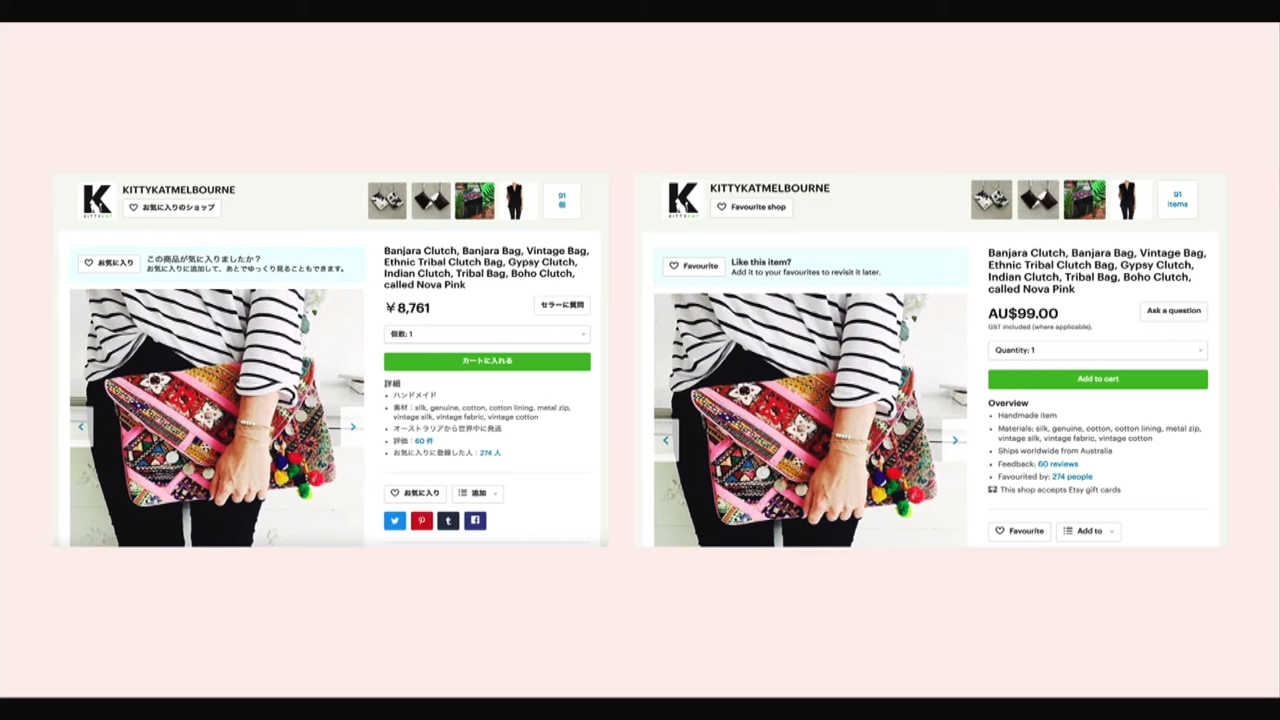 KITTYKATMELBOURNE
お気に入りのショップ
91
個
お気に入り
この商品が気に入りましたか？
お気に入りに追加して、あとでゆっくり見ることもできます。
Banjara Clutch, Banjara Bag, Vintage Bag,
Ethnic Tribal Clutch Bag, Gypsy Clutch,
Indian Clutch, Tribal Bag, Boho Clutch,
called Nova Pink
￥8,761
セラーに質問
個数: 1
カートに入れる
詳細
ハンドメイド
素材：silk, genuine, cotton, cotton lining, metal zip,
vintage silk, vintage fabric, vintage cotton
オーストラリアから世界中に発送
評価：60 件
お気に入りに登録した人：274 人
お気に入り
追加
KITTYKATMELBOURNE
Favourite shop
91
items
Favourite
Like this item?
Add it to your favourites to revisit it later.
Banjara Clutch, Banjara Bag, Vintage Bag,
Ethnic Tribal Clutch Bag, Gypsy Clutch,
Indian Clutch, Tribal Bag, Boho Clutch,
called Nova Pink
AU$99.00
Ask a question
GST included (where applicable).
Quantity: 1
Add to cart
Overview
Handmade item
Materials: silk, genuine, cotton, cotton lining, metal zip,
vintage silk, vintage fabric, vintage cotton
Ships worldwide from Australia
Feedback: 60 reviews
Favourited by: 274 people
This shop accepts Etsy gift cards
Favourite
Add to